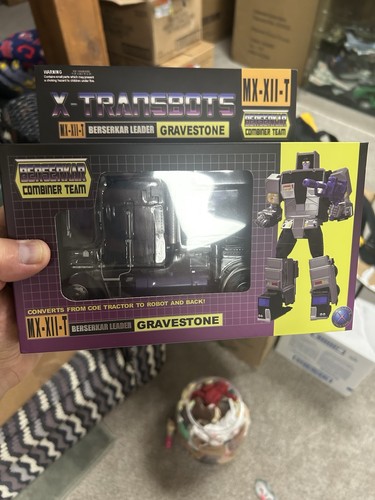 WARNING
X-TRANSBOTS
MX-XII-T
MX-XII-T BERSERKAR LEADER GRAVESTONE
BERSERKAR
COMBINER TEAM
BERSERKAR
COMBINER TEAM
CONVERTS FROM COE TRACTOR TO ROBOT AND BACK!
MX-XII-T BERSERKAR LEADER GRAVESTONE